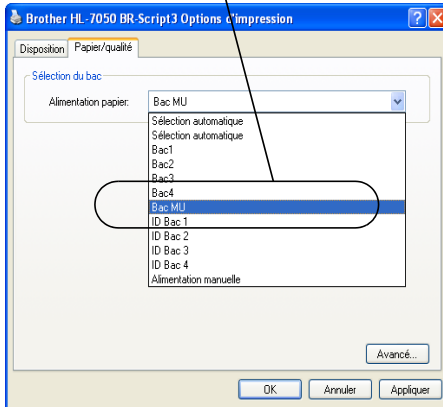 Brother HL-7050 BR-Script3 Options d'impression
Disposition
Papier/qualité
Sélection du bac
Alimentation papier:
Bac MU
Sélection automatique
Sélection automatique
Bac1
Bac2
Bac3
Bac4
Bac MU
ID Bac 1
ID Bac 2
ID Bac 3
ID Bac 4
Alimentation manuelle
Avancé...
OK
Annuler
Appliquer